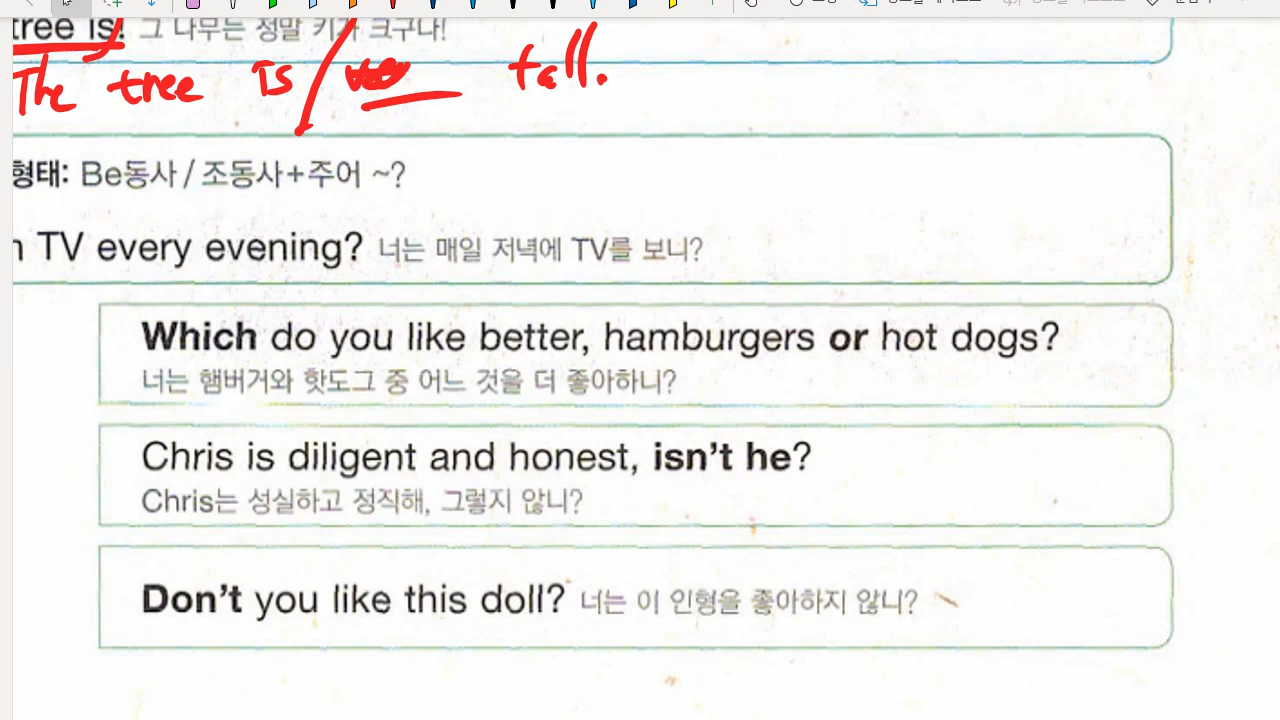 tree is! 그 나무는 정말 키가 크구나!
The tree is tall.
형태: Be동사 / 조동사+주어 ~?
TV every evening? 너는 매일 저녁에 TV를 보니?
Which do you like better, hamburgers or hot dogs?
너는 햄버거와 핫도그 중 어느 것을 더 좋아하니?
Chris is diligent and honest, isn't he?
Chris는 성실하고 정직해, 그렇지 않니?
Don't you like this doll? 너는 이 인형을 좋아하지 않니?